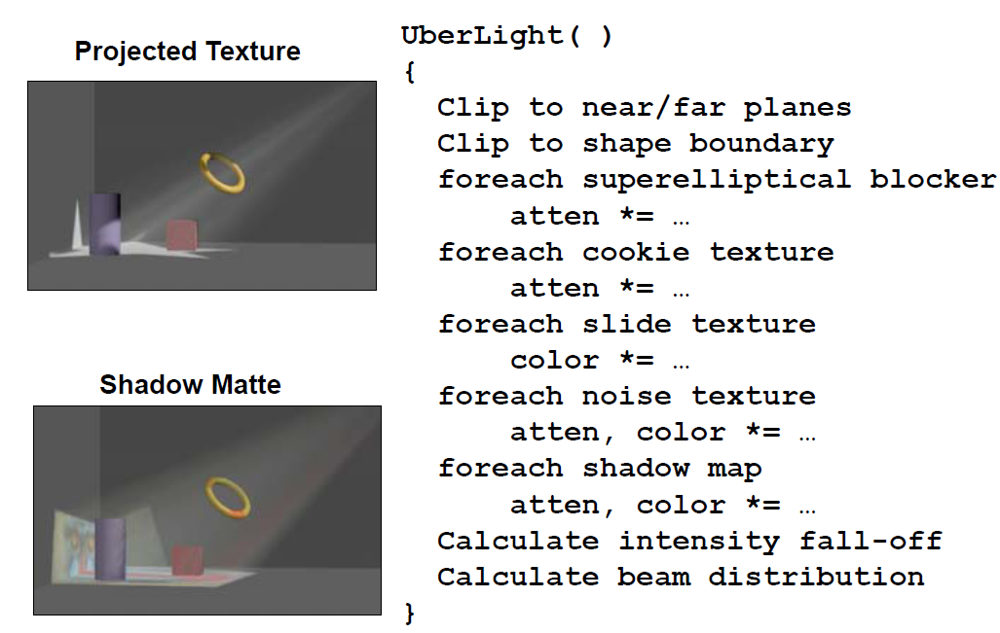 Projected Texture
Shadow Matte
UberLight( )
{
Clip to near/far planes
Clip to shape boundary
foreach superelliptical blocker
atten *= …
foreach cookie texture
atten *= …
foreach slide texture
color *= …
foreach noise texture
atten, color *= …
foreach shadow map
atten, color *= …
Calculate intensity fall-off
Calculate beam distribution
}